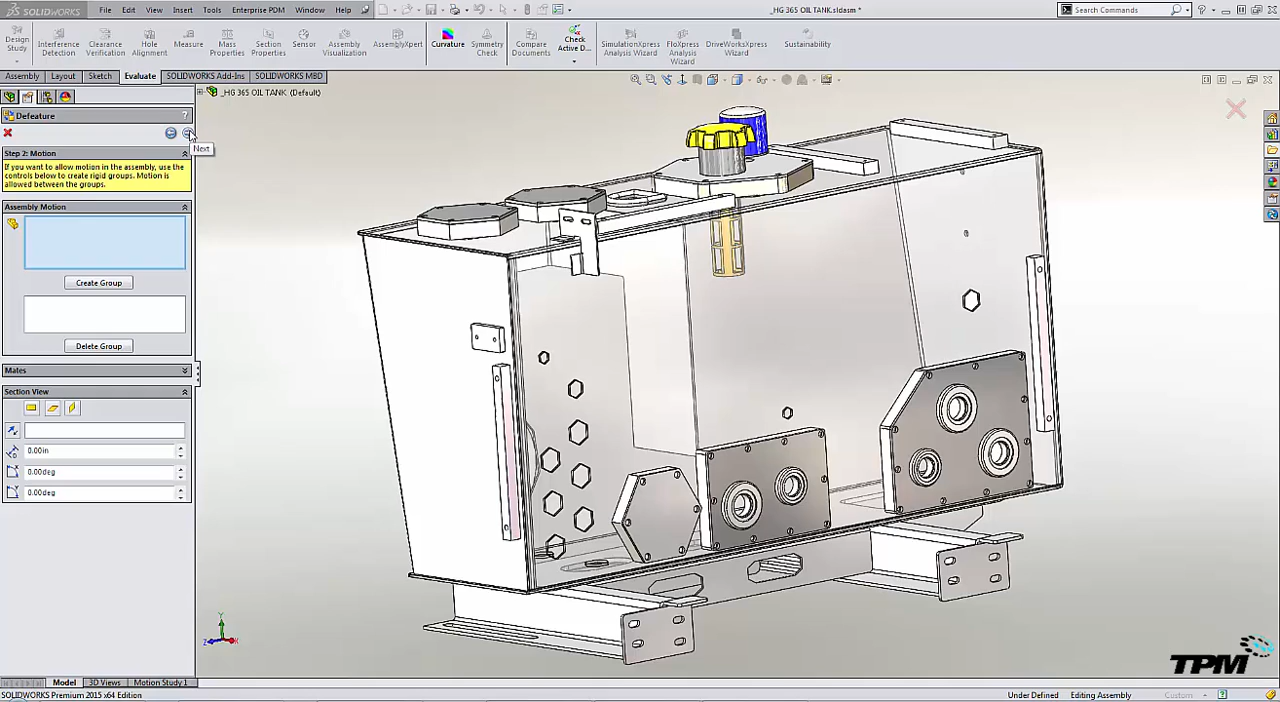 SOLIDWORKS
File Edit View Insert Tools Enterprise PDM Window Help
_HG 365 OIL TANK.sldasm *
Search Commands
Design Study
Interference Detection
Clearance Verification
Hole Alignment
Measure
Mass Properties
Section Properties
Sensor
Assembly Visualization
AssemblyXpert
Curvature
Symmetry Check
Compare Documents
Check Active D...
SimulationXpress Analysis Wizard
FloXpress Analysis Wizard
DriveWorksXpress Wizard
Sustainability
Assembly Layout Sketch Evaluate SOLIDWORKS Add-Ins SOLIDWORKS MBD
_HG 365 OIL TANK (Default)
Defeature ?
Next
Step 2: Motion
If you want to allow motion in the assembly, use the
controls below to create rigid groups. Motion is
allowed between the groups.
Assembly Motion
Create Group
Delete Group
Mates
Section View
0.00in
0.00deg
0.00deg
Y
Z
X
TPM
Model 3D Views Motion Study 1
SOLIDWORKS Premium 2015 x64 Edition
Under Defined Editing Assembly Custom